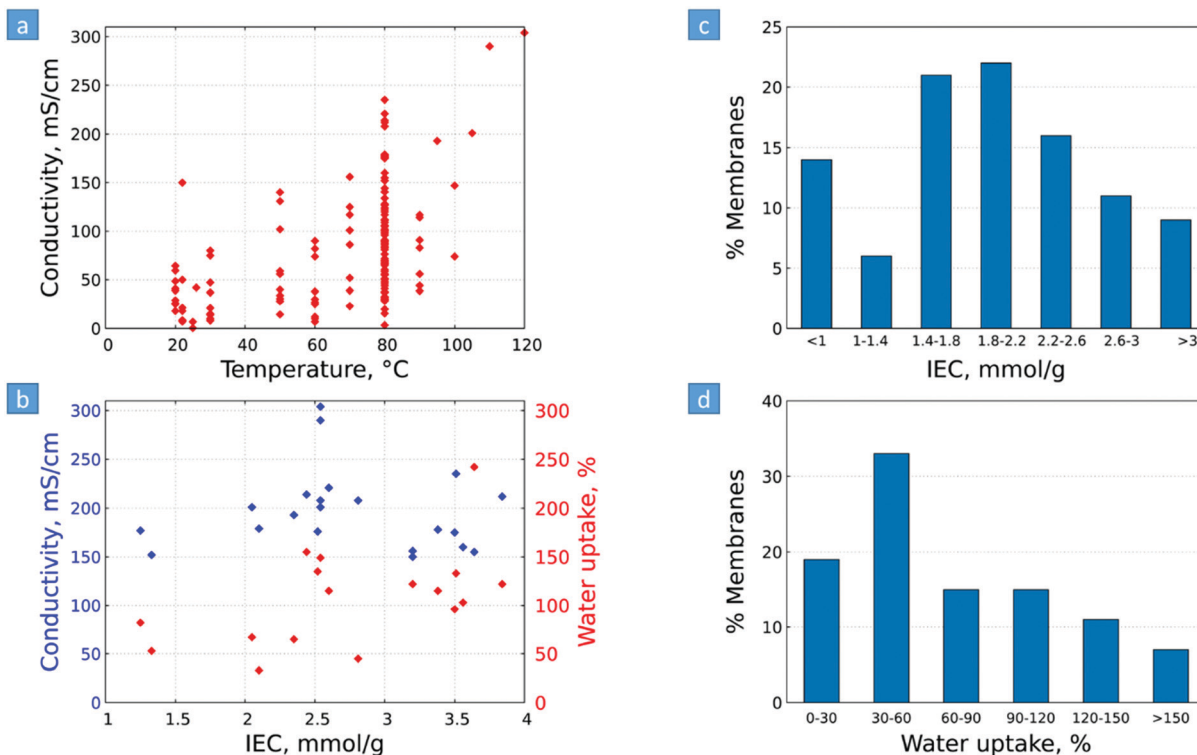 a
Conductivity, mS/cm
300
250
200
150
100
50
0
0 20 40 60 80 100 120
Temperature, °C
b
Conductivity, mS/cm
300
250
200
150
100
50
0
1 1.5 2 2.5 3 3.5 4
IEC, mmol/g
300
250
200
150
100
50
0
Water uptake, %
c
% Membranes
25
20
15
10
5
0
<1 1-1.4 1.4-1.8 1.8-2.2 2.2-2.6 2.6-3 >3
IEC, mmol/g
d
% Membranes
40
30
20
10
0
0-30 30-60 60-90 90-120 120-150 >150
Water uptake, %